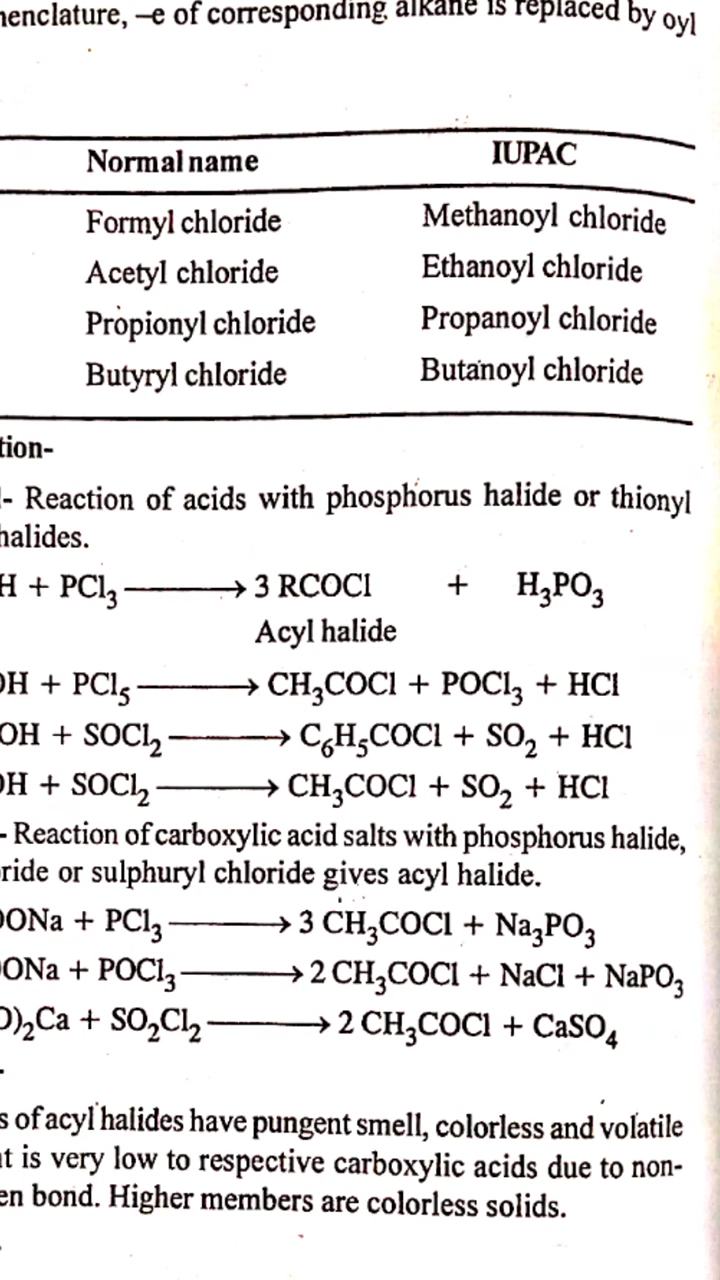 nenclature, –e of corresponding alkane is replaced by oyl
Normal name IUPAC
Formyl chloride Methanoyl chloride
Acetyl chloride Ethanoyl chloride
Propionyl chloride Propanoyl chloride
Butyryl chloride Butanoyl chloride
tion-
- Reaction of acids with phosphorus halide or thionyl
halides.
H + PCl₃ ⟶ 3 RCOCl + H₃PO₃
Acyl halide
OH + PCl₅ ⟶ CH₃COCl + POCl₃ + HCl
OH + SOCl₂ ⟶ C₆H₅COCl + SO₂ + HCl
OH + SOCl₂ ⟶ CH₃COCl + SO₂ + HCl
- Reaction of carboxylic acid salts with phosphorus halide,
ride or sulphuryl chloride gives acyl halide.
OONa + PCl₃ ⟶ 3 CH₃COCl + Na₃PO₃
OONa + POCl₃ ⟶ 2 CH₃COCl + NaCl + NaPO₃
O)₂Ca + SO₂Cl₂ ⟶ 2 CH₃COCl + CaSO₄
s of acyl halides have pungent smell, colorless and volatile
t is very low to respective carboxylic acids due to non-
en bond. Higher members are colorless solids.